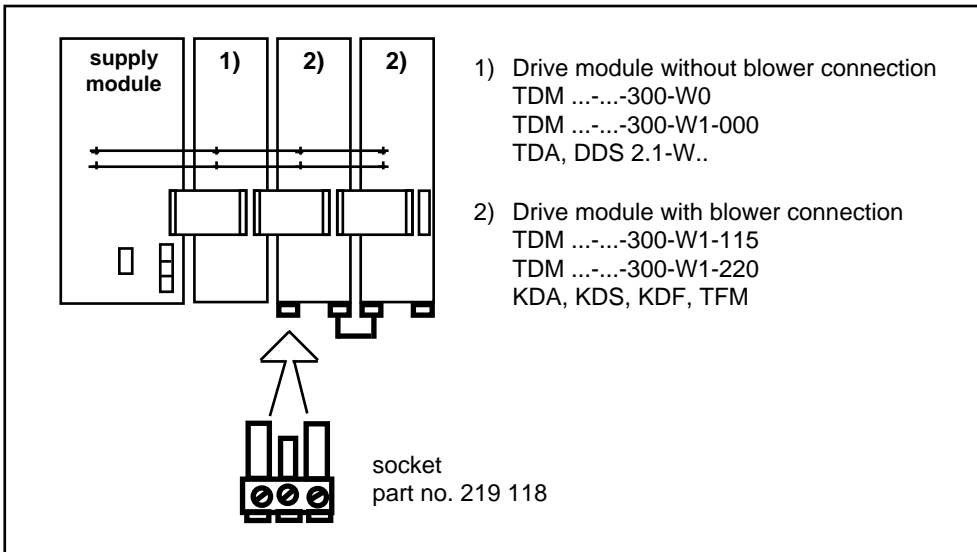 supply
module
1)
2)
2)
1) Drive module without blower connection
TDM ...-...-300-W0
TDM ...-...-300-W1-000
TDA, DDS 2.1-W..
2) Drive module with blower connection
TDM ...-...-300-W1-115
TDM ...-...-300-W1-220
KDA, KDS, KDF, TFM
socket
part no. 219 118